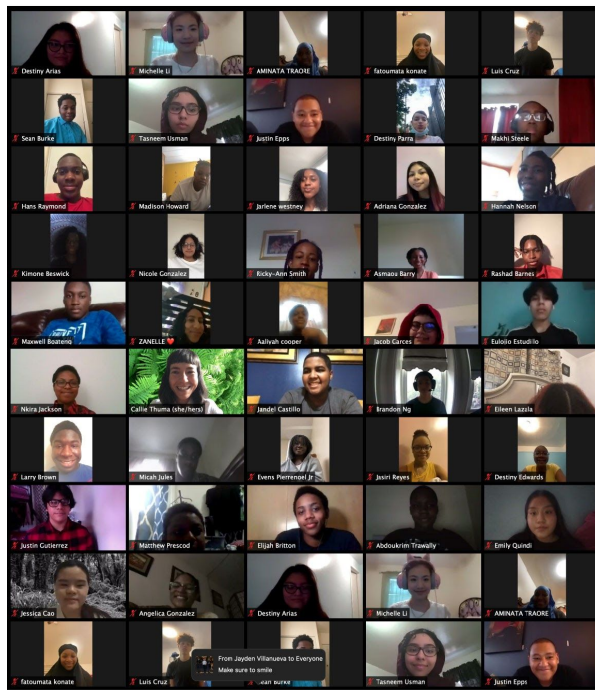 Destiny Arias
Michelle Li
AMINATA TRAORE
fatoumata konate
Luis Cruz
Sean Burke
Tasneem Usman
Justin Epps
Destiny Parra
Makhi Steele
Hans Raymond
Madison Howard
Jarlene westney
Adriana Gonzalez
Hannah Nelson
Kimone Beswick
Nicole Gonzalez
Ricky-Ann Smith
Asmaou Barry
Rashad Barnes
Maxwell Boateng
ZANELLE ❤️
Aaliyah cooper
Jacob Garces
Eulojio Estudillo
Nkira Jackson
Callie Thuma (she/hers)
Jandel Castillo
Brandon Ng
Eileen Lazala
Larry Brown
Micah Jules
Evens Pierrenoel Jr
Jasiri Reyes
Destiny Edwards
Justin Gutierrez
Matthew Prescod
Elijah Britton
Abdoukrim Trawally
Emily Quindi
Jessica Cao
Angelica Gonzalez
Destiny Arias
Michelle Li
AMINATA TRAORE
fatoumata konate
Luis Cruz
Sean Burke
From Jayden Villanueva to Everyone
Make sure to smile
Tasneem Usman
Justin Epps